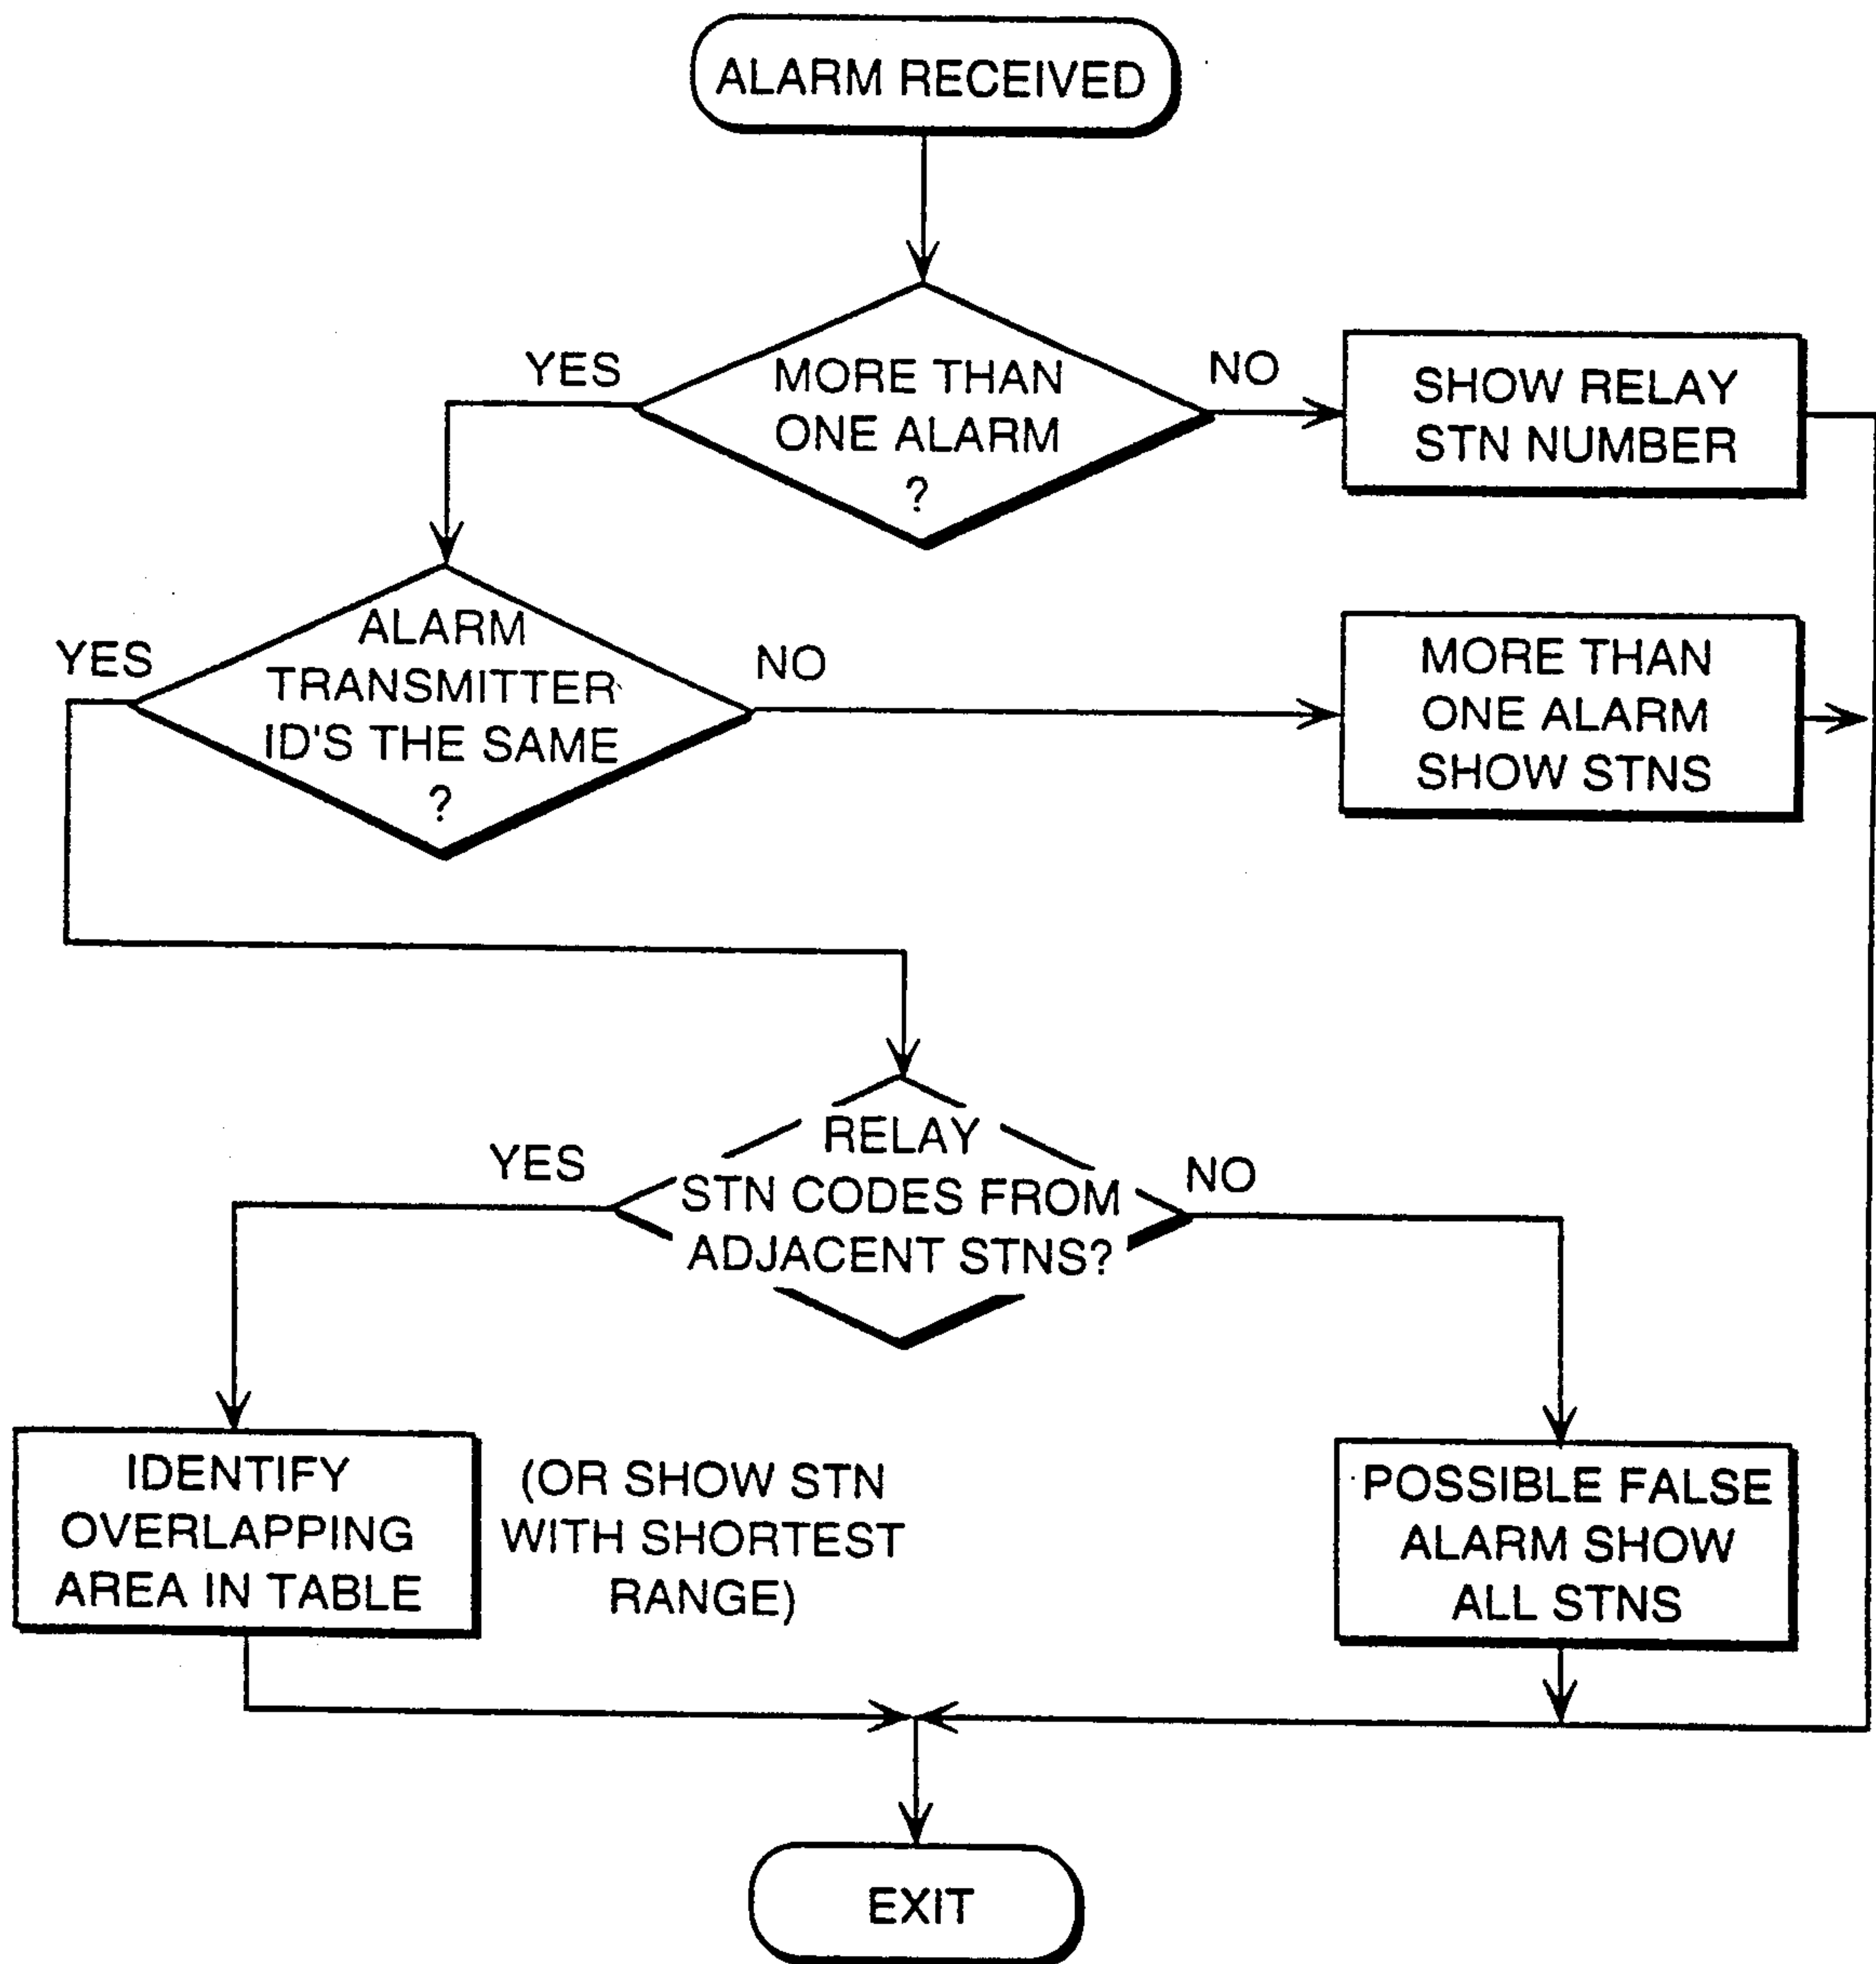 ALARM RECEIVED
YES
MORE THAN
ONE ALARM
?
NO
SHOW RELAY
STN NUMBER
YES
ALARM
TRANSMITTER
ID'S THE SAME
?
NO
MORE THAN
ONE ALARM
SHOW STNS
YES
RELAY
STN CODES FROM
ADJACENT STNS?
NO
IDENTIFY
OVERLAPPING
AREA IN TABLE
(OR SHOW STN
WITH SHORTEST
RANGE)
POSSIBLE FALSE
ALARM SHOW
ALL STNS
EXIT